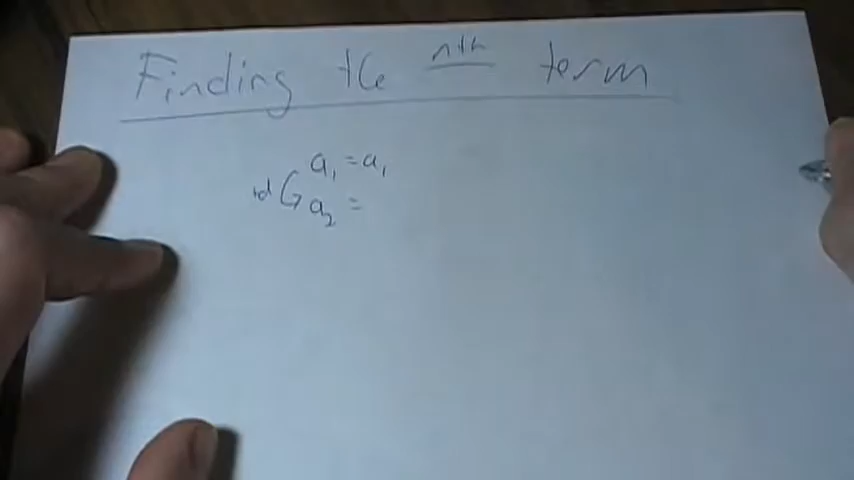 Finding the nth term
a₁ = a₁
+d
a₂ =